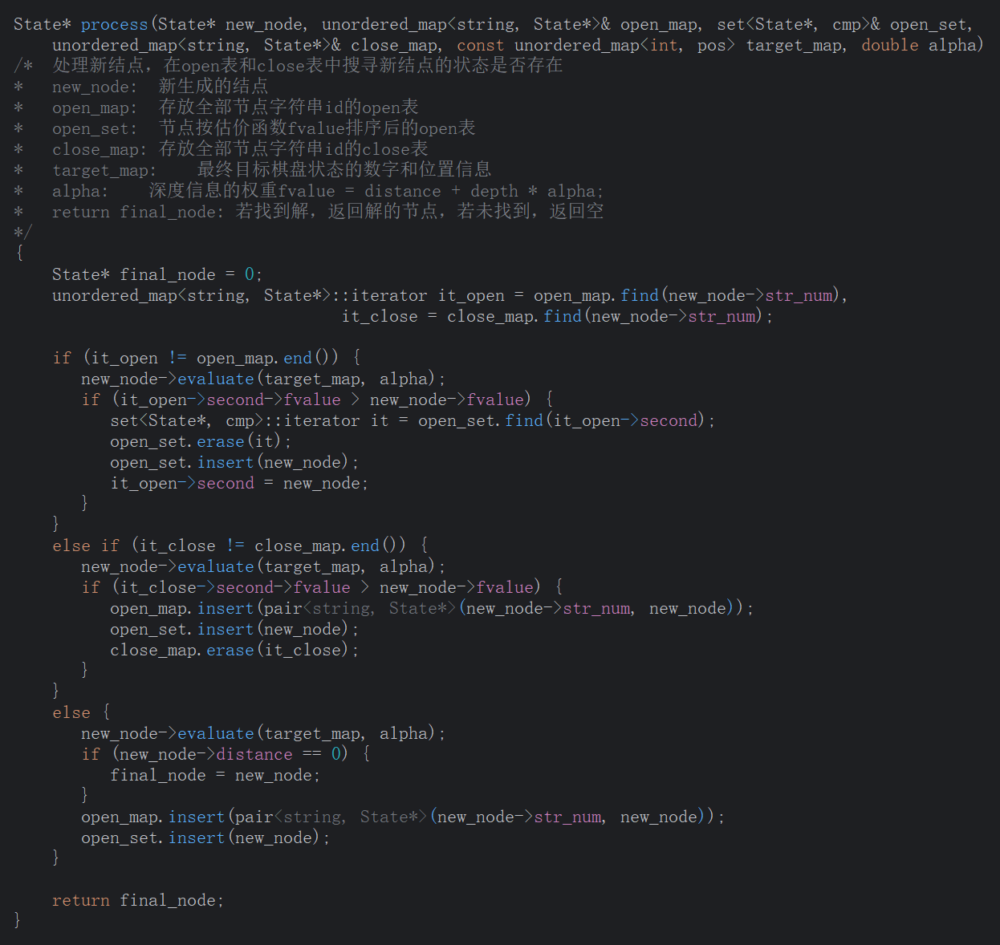 State* process(State* new_node, unordered_map<string, State*>& open_map, set<State*, cmp>& open_set,
    unordered_map<string, State*>& close_map, const unordered_map<int, pos> target_map, double alpha)
/*  处理新结点，在open表和close表中搜寻新结点的状态是否存在
*   new_node:  新生成的结点
*   open_map:  存放全部节点字符串id的open表
*   open_set:  节点按估价函数fvalue排序后的open表
*   close_map: 存放全部节点字符串id的close表
*   target_map:    最终目标棋盘状态的数字和位置信息
*   alpha:    深度信息的权重fvalue = distance + depth * alpha;
*   return final_node: 若找到解，返回解的节点，若未找到，返回空
*/
{
    State* final_node = 0;
    unordered_map<string, State*>::iterator it_open = open_map.find(new_node->str_num),
                                  it_close = close_map.find(new_node->str_num);

    if (it_open != open_map.end()) {
       new_node->evaluate(target_map, alpha);
       if (it_open->second->fvalue > new_node->fvalue) {
          set<State*, cmp>::iterator it = open_set.find(it_open->second);
          open_set.erase(it);
          open_set.insert(new_node);
          it_open->second = new_node;
       }
    }
    else if (it_close != close_map.end()) {
       new_node->evaluate(target_map, alpha);
       if (it_close->second->fvalue > new_node->fvalue) {
          open_map.insert(pair<string, State*>(new_node->str_num, new_node));
          open_set.insert(new_node);
          close_map.erase(it_close);
       }
    }
    else {
       new_node->evaluate(target_map, alpha);
       if (new_node->distance == 0) {
          final_node = new_node;
       }
       open_map.insert(pair<string, State*>(new_node->str_num, new_node));
       open_set.insert(new_node);
    }

    return final_node;
}